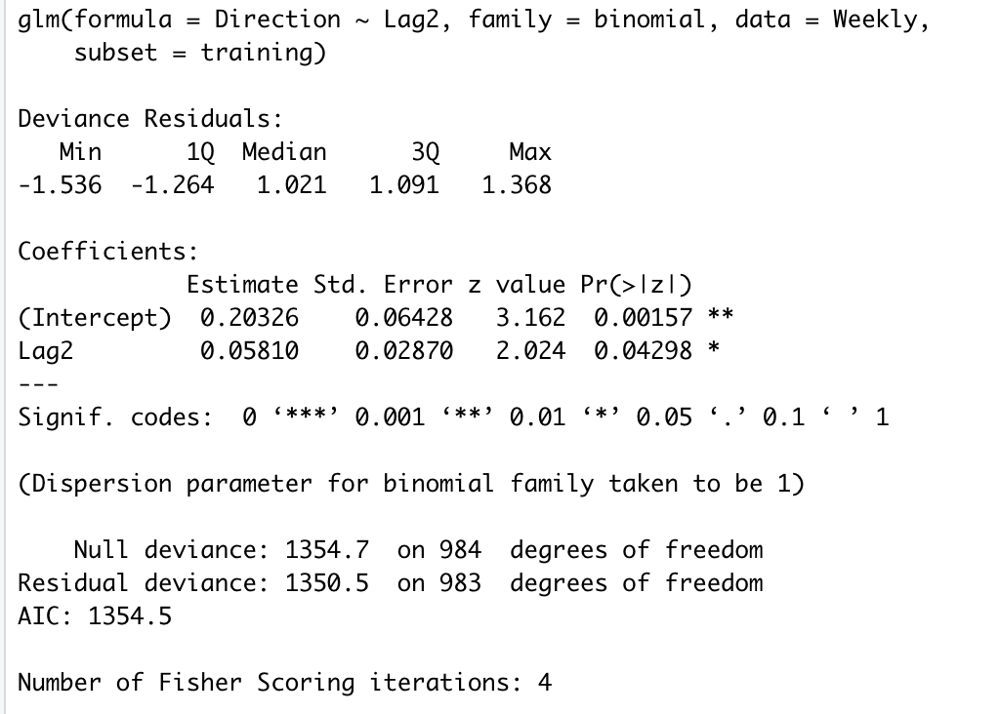 glm(formula = Direction ~ Lag2, family = binomial, data = Weekly,
    subset = training)
Deviance Residuals:
   Min      1Q  Median      3Q     Max
-1.536  -1.264   1.021   1.091   1.368
Coefficients:
            Estimate Std. Error z value Pr(>|z|)
(Intercept)  0.20326    0.06428   3.162  0.00157 **
Lag2         0.05810    0.02870   2.024  0.04298 *
---
Signif. codes:  0 ‘***’ 0.001 ‘**’ 0.01 ‘*’ 0.05 ‘.’ 0.1 ‘ ’ 1
(Dispersion parameter for binomial family taken to be 1)
    Null deviance: 1354.7  on 984  degrees of freedom
Residual deviance: 1350.5  on 983  degrees of freedom
AIC: 1354.5
Number of Fisher Scoring iterations: 4